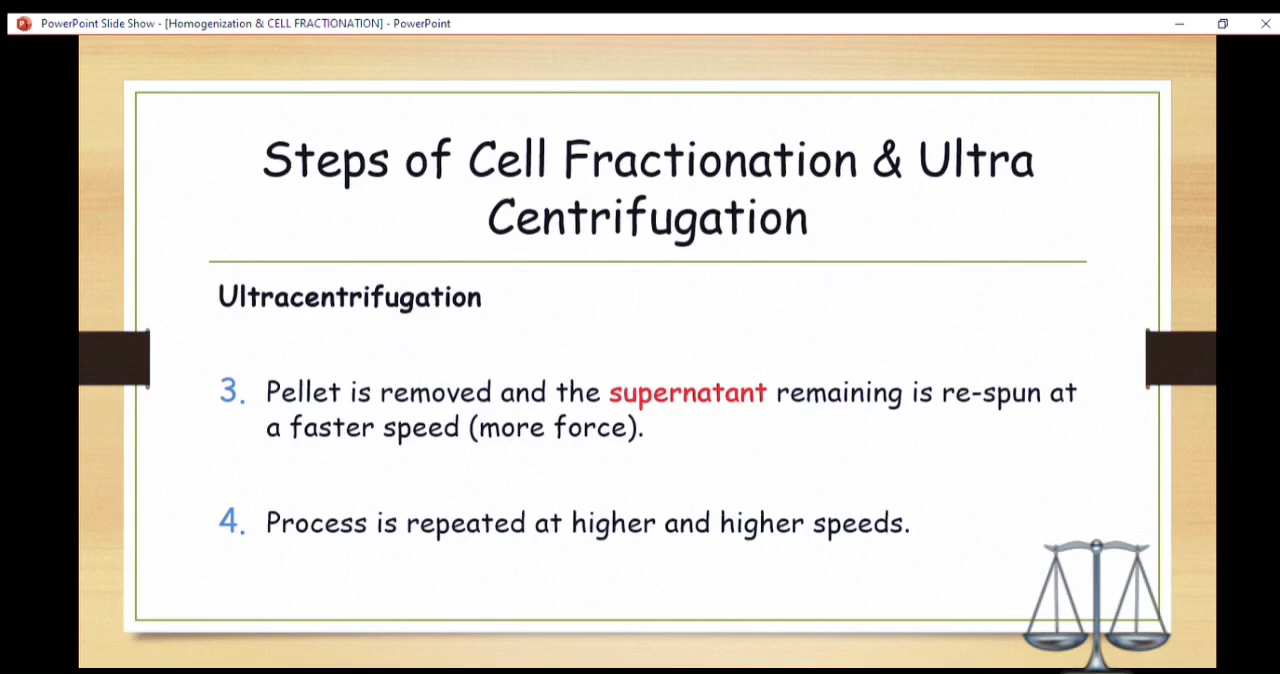 PowerPoint Slide Show - [Homogenization & CELL FRACTIONATION] - PowerPoint
Steps of Cell Fractionation & Ultra
Centrifugation
Ultracentrifugation
3. Pellet is removed and the supernatant remaining is re-spun at
a faster speed (more force).
4. Process is repeated at higher and higher speeds.